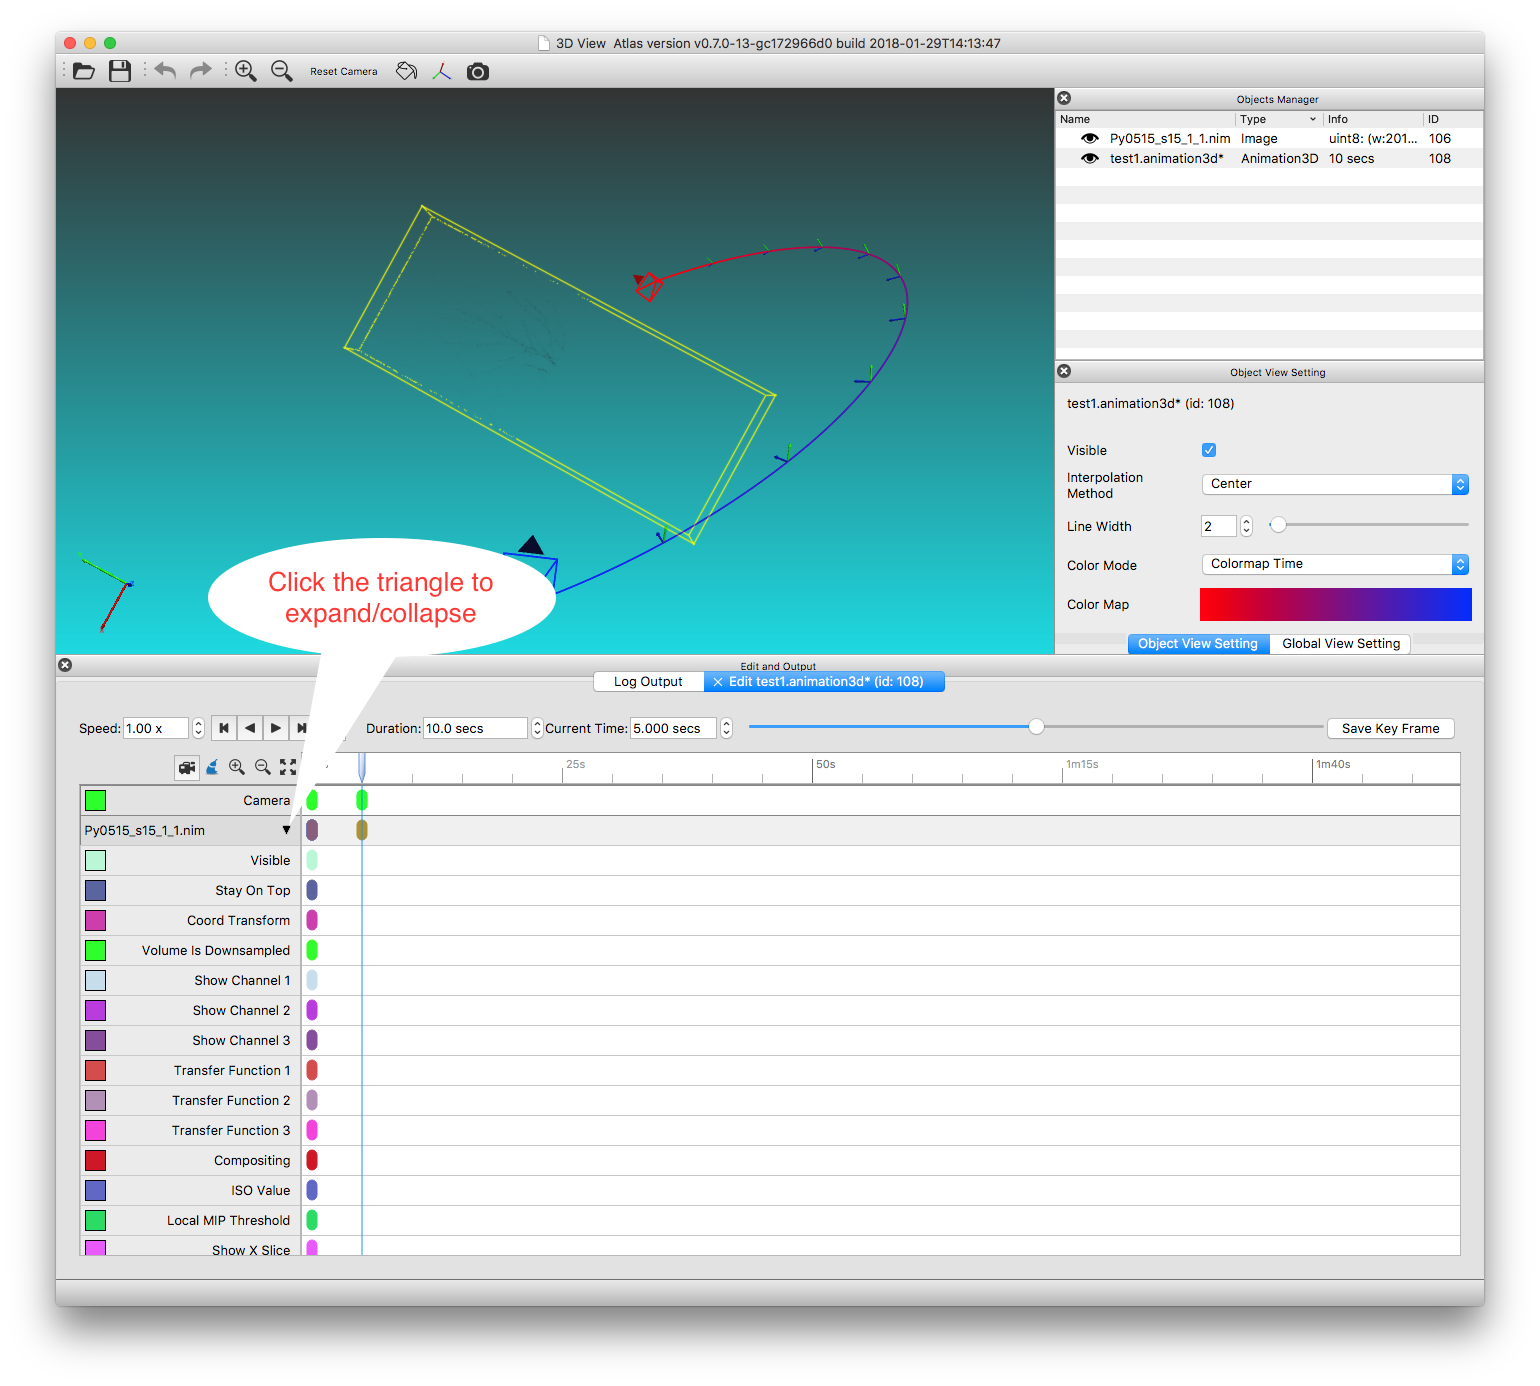 3D View  Atlas version v0.7.0-13-gc172966d0 build 2018-01-29T14:13:47
Reset Camera
Objects Manager
Name Type Info ID
Py0515_s15_1_1.nim Image uint8: (w:201... 106
test1.animation3d* Animation3D 10 secs 108
Object View Setting
test1.animation3d* (id: 108)
Visible
Interpolation
Method
Center
Line Width 2
Color Mode Colormap Time
Color Map
Object View Setting Global View Setting
Click the triangle to
expand/collapse
Edit and Output
Log Output Edit test1.animation3d* (id: 108)
Speed: 1.00 x Duration: 10.0 secs Current Time: 5.000 secs Save Key Frame
25s 50s 1m15s 1m40s
Camera
Py0515_s15_1_1.nim
Visible
Stay On Top
Coord Transform
Volume Is Downsampled
Show Channel 1
Show Channel 2
Show Channel 3
Transfer Function 1
Transfer Function 2
Transfer Function 3
Compositing
ISO Value
Local MIP Threshold
Show X Slice